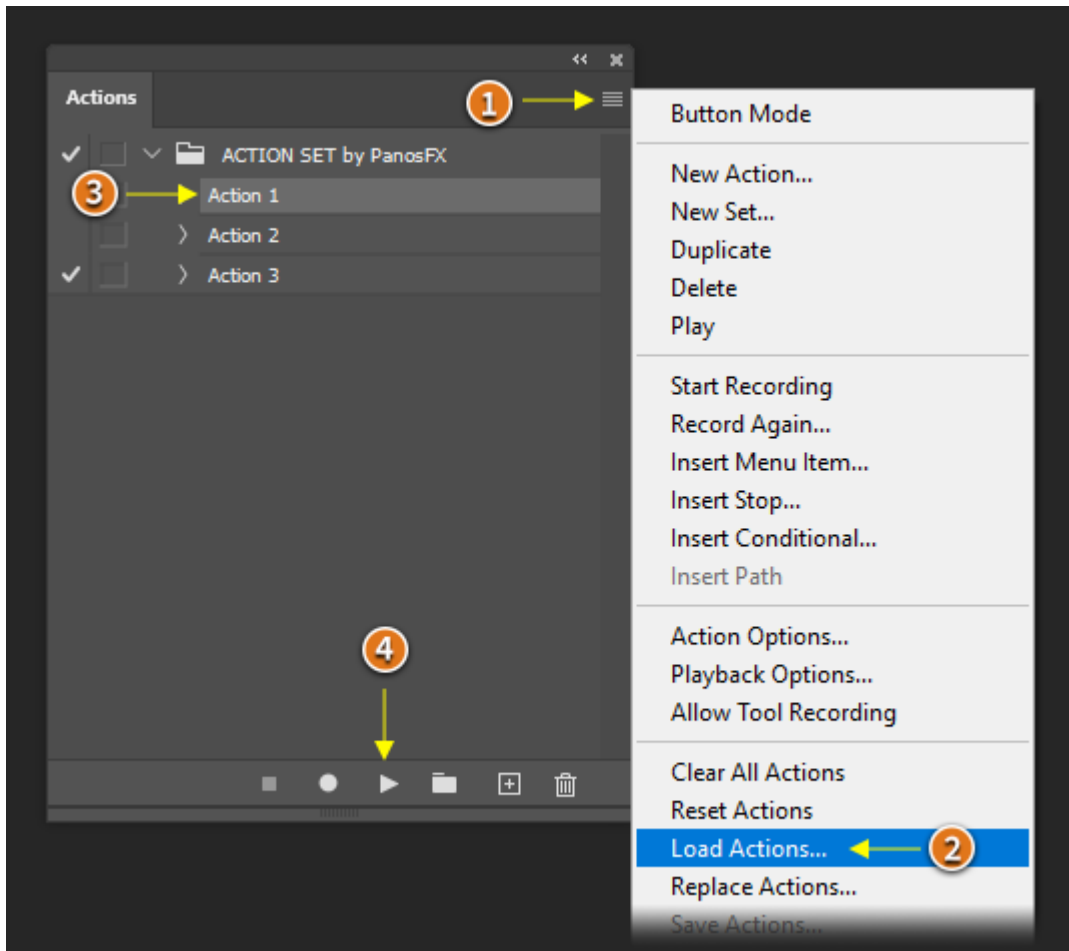 Actions
1
ACTION SET by PanosFX
3
Action 1
Action 2
Action 3
4
Button Mode
New Action...
New Set...
Duplicate
Delete
Play
Start Recording
Record Again...
Insert Menu Item...
Insert Stop...
Insert Conditional...
Insert Path
Action Options...
Playback Options...
Allow Tool Recording
Clear All Actions
Reset Actions
Load Actions...
2
Replace Actions...
Save Actions...